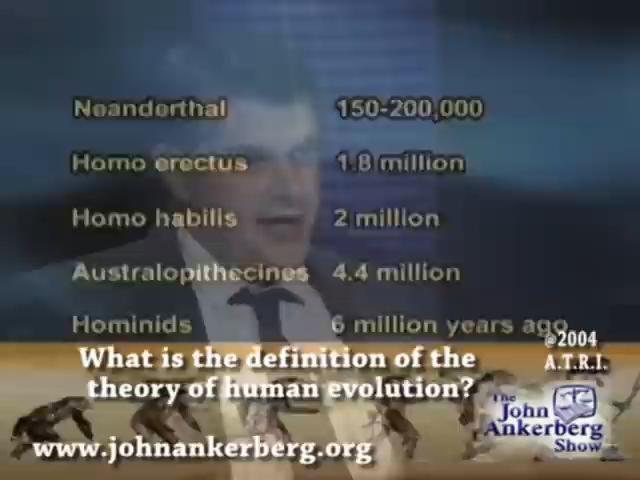 Neanderthal 150-200,000
Homo erectus 1.8 million
Homo habilis 2 million
Australopithecines 4.4 million
Hominids 6 million years ago
@2004
A.T.R.I.
What is the definition of the
theory of human evolution?
The
John
Ankerberg
Show
www.johnankerberg.org